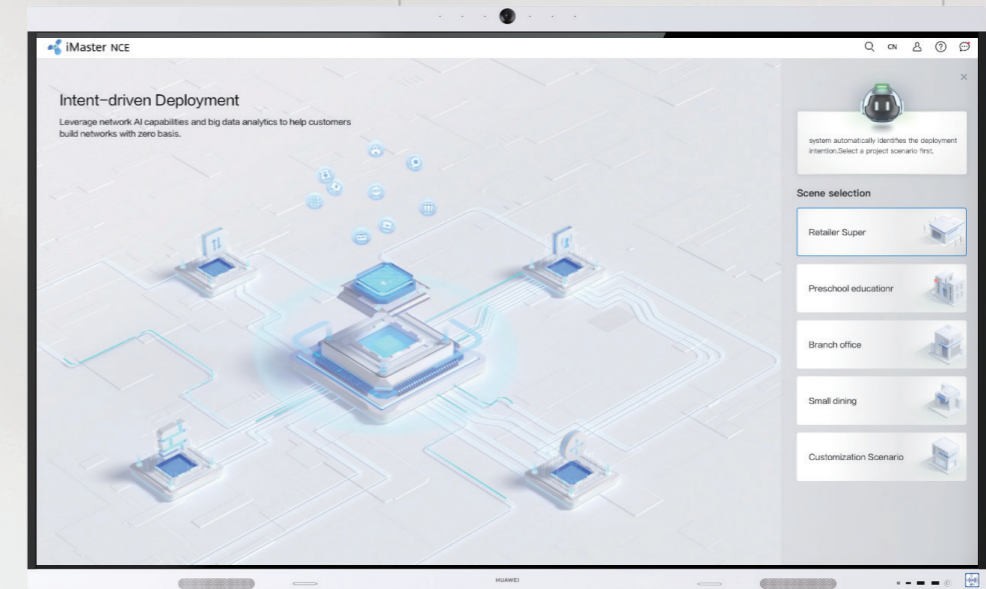 iMaster NCE
CN
Intent-driven Deployment
Leverage network AI capabilities and big data analytics to help customers
build networks with zero basis.
system automatically identifies the deployment
intention.Select a project scenario first.
Scene selection
Retailer Super
Preschool educationr
Branch office
Small dining
Customization Scenario
HUAWEI